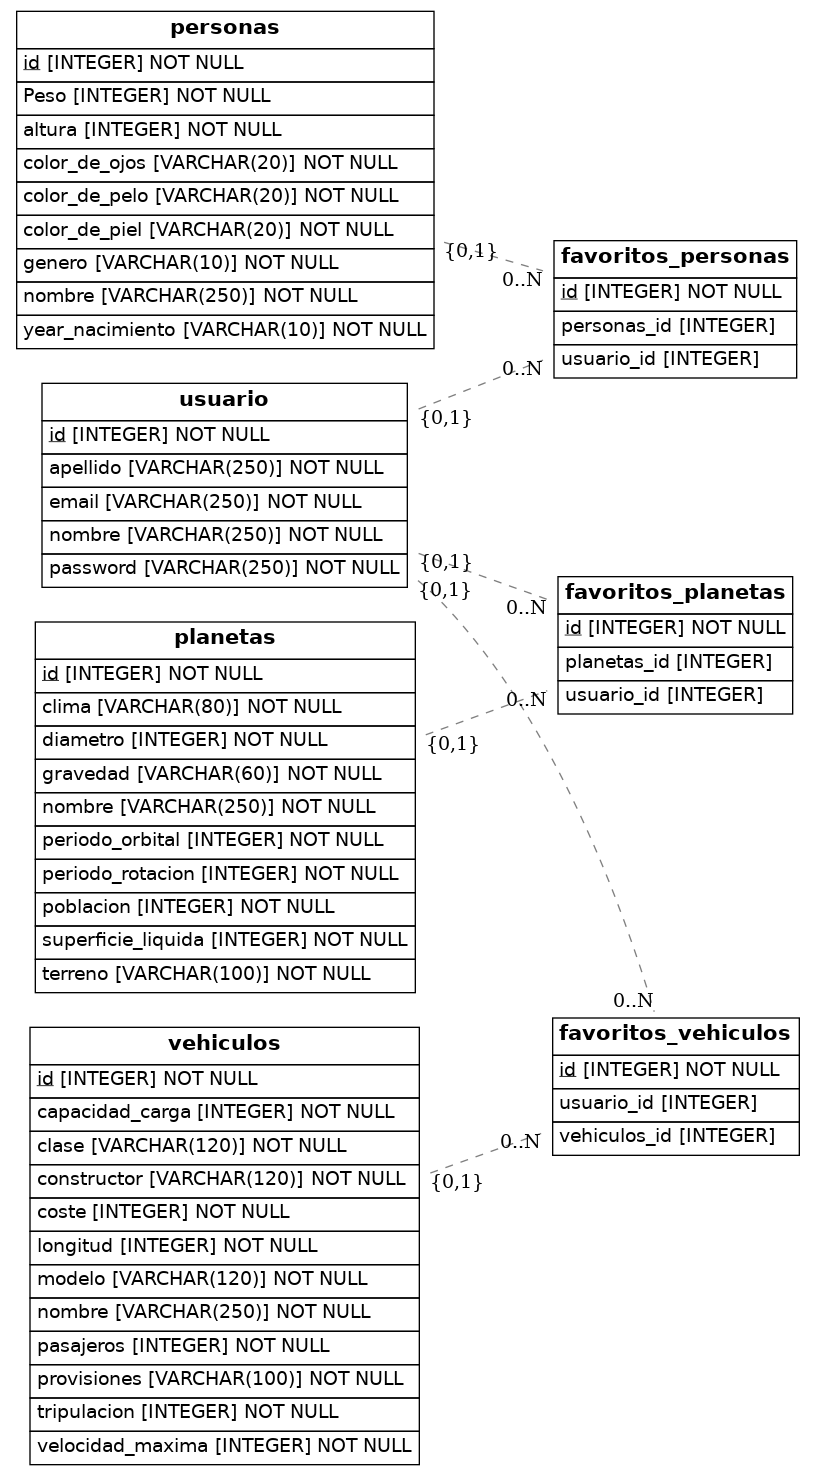 personas
id [INTEGER] NOT NULL
Peso [INTEGER] NOT NULL
altura [INTEGER] NOT NULL
color_de_ojos [VARCHAR(20)] NOT NULL
color_de_pelo [VARCHAR(20)] NOT NULL
color_de_piel [VARCHAR(20)] NOT NULL
genero [VARCHAR(10)] NOT NULL
nombre [VARCHAR(250)] NOT NULL
year_nacimiento [VARCHAR(10)] NOT NULL
{0,1}
0..N
favoritos_personas
id [INTEGER] NOT NULL
personas_id [INTEGER]
usuario_id [INTEGER]
0..N
{0,1}
usuario
id [INTEGER] NOT NULL
apellido [VARCHAR(250)] NOT NULL
email [VARCHAR(250)] NOT NULL
nombre [VARCHAR(250)] NOT NULL
password [VARCHAR(250)] NOT NULL
{0,1}
{0,1}
0..N
favoritos_planetas
id [INTEGER] NOT NULL
planetas_id [INTEGER]
usuario_id [INTEGER]
0..N
{0,1}
planetas
id [INTEGER] NOT NULL
clima [VARCHAR(80)] NOT NULL
diametro [INTEGER] NOT NULL
gravedad [VARCHAR(60)] NOT NULL
nombre [VARCHAR(250)] NOT NULL
periodo_orbital [INTEGER] NOT NULL
periodo_rotacion [INTEGER] NOT NULL
poblacion [INTEGER] NOT NULL
superficie_liquida [INTEGER] NOT NULL
terreno [VARCHAR(100)] NOT NULL
0..N
favoritos_vehiculos
id [INTEGER] NOT NULL
usuario_id [INTEGER]
vehiculos_id [INTEGER]
0..N
{0,1}
vehiculos
id [INTEGER] NOT NULL
capacidad_carga [INTEGER] NOT NULL
clase [VARCHAR(120)] NOT NULL
constructor [VARCHAR(120)] NOT NULL
coste [INTEGER] NOT NULL
longitud [INTEGER] NOT NULL
modelo [VARCHAR(120)] NOT NULL
nombre [VARCHAR(250)] NOT NULL
pasajeros [INTEGER] NOT NULL
provisiones [VARCHAR(100)] NOT NULL
tripulacion [INTEGER] NOT NULL
velocidad_maxima [INTEGER] NOT NULL